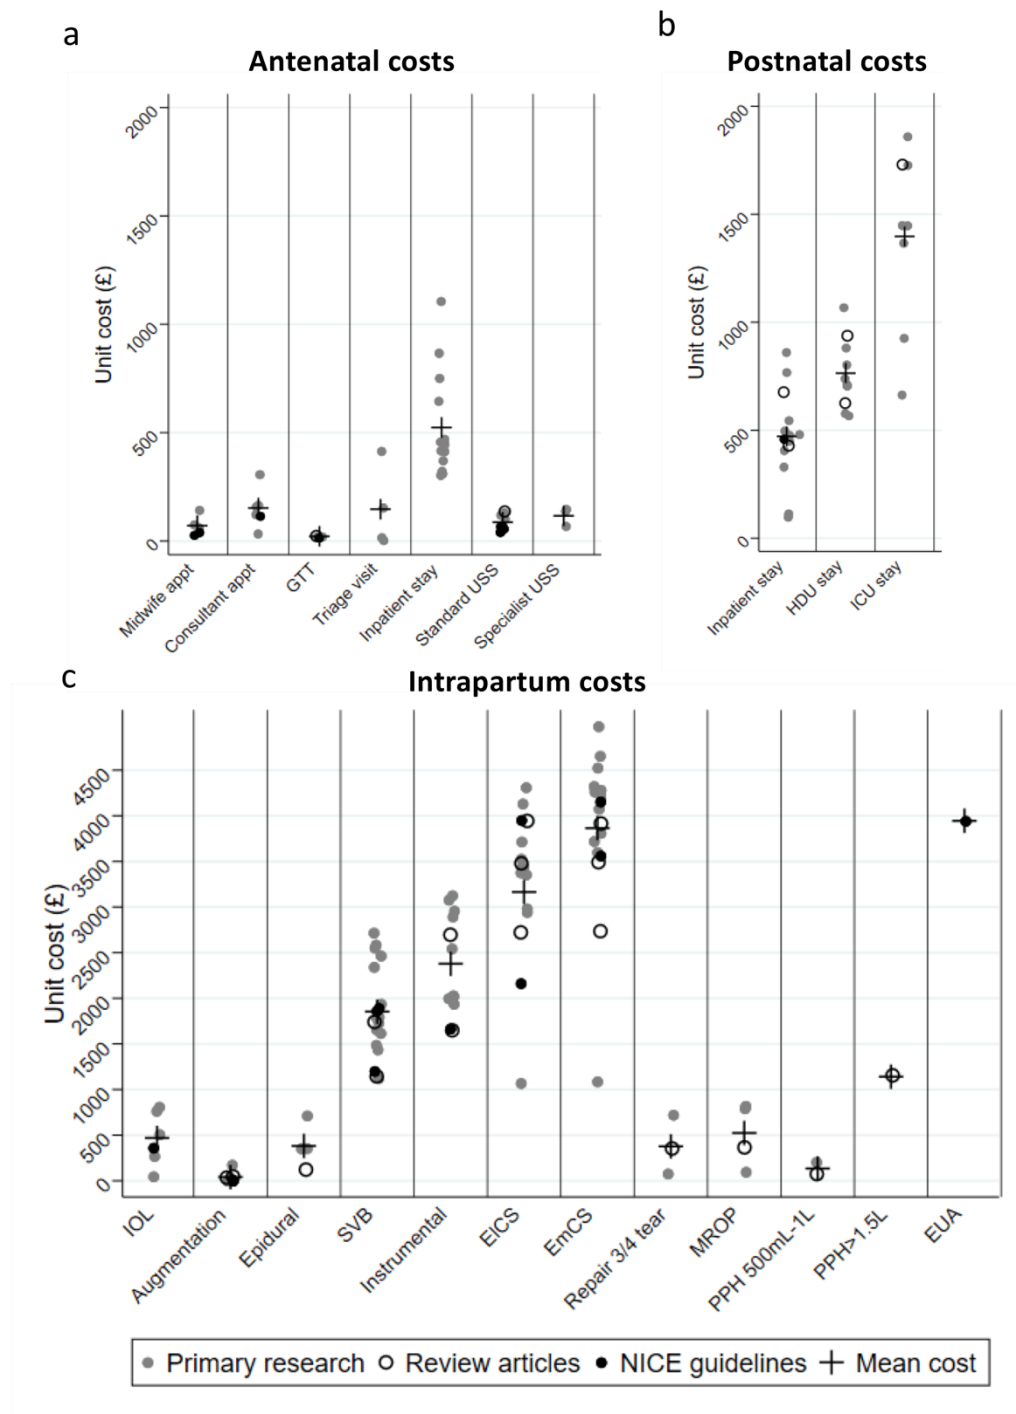 a
Antenatal costs
Unit cost (£)
2000
1500
1000
500
0
Midwife appt
Consultant appt
GTT
Triage visit
Inpatient stay
Standard USS
Specialist USS
b
Postnatal costs
Unit cost (£)
2000
1500
1000
500
0
Inpatient stay
HDU stay
ICU stay
c
Intrapartum costs
Unit cost (£)
4500
4000
3500
3000
2500
2000
1500
1000
500
0
IOL
Augmentation
Epidural
SVB
Instrumental
ElCS
EmCS
Repair 3/4 tear
MROP
PPH 500mL-1L
PPH>1.5L
EUA
Primary research Review articles NICE guidelines Mean cost